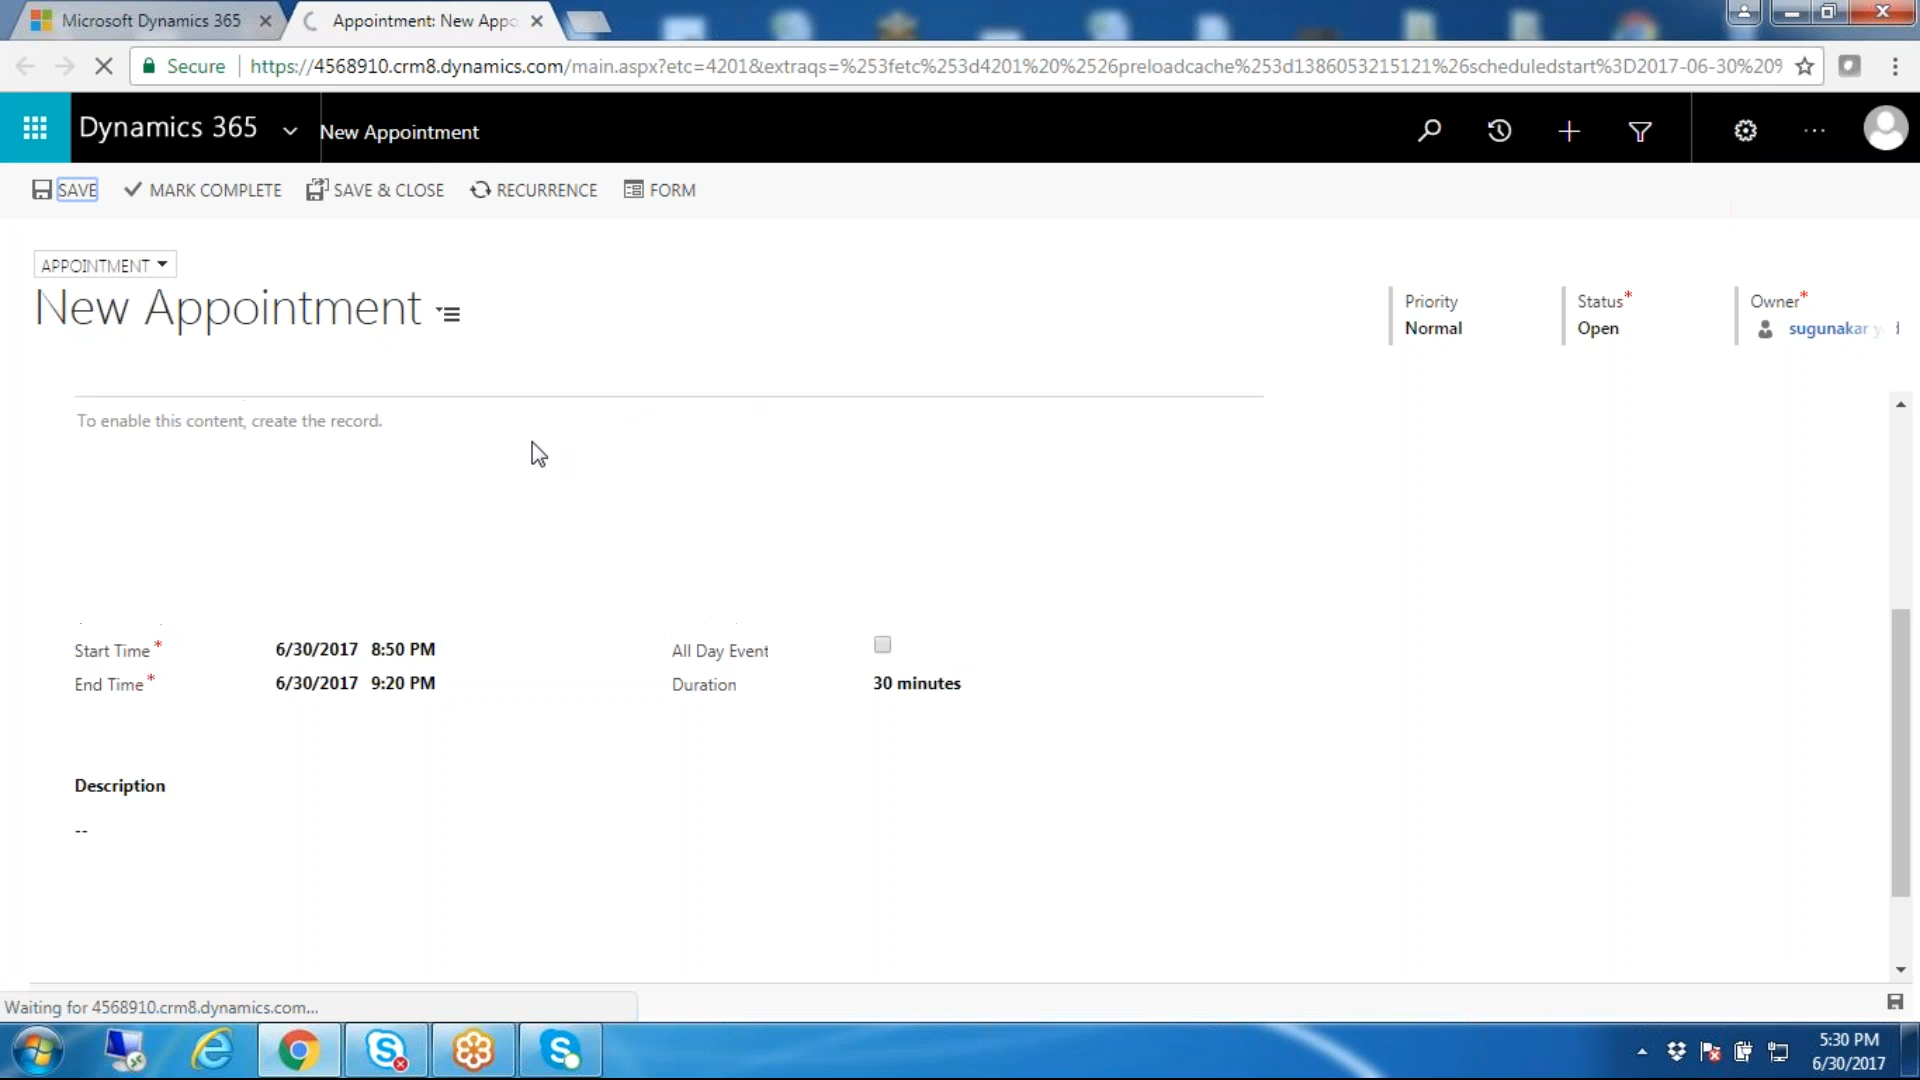 Microsoft Dynamics 365
Appointment: New Appo
Secure
https://4568910.crm8.dynamics.com/main.aspx?etc=4201&extraqs=%253fetc%253d4201%20%2526preloadcache%253d1386053215121%26scheduledstart%3D2017-06-30%209
Dynamics 365
New Appointment
SAVE
MARK COMPLETE
SAVE & CLOSE
RECURRENCE
FORM
APPOINTMENT
New Appointment
Priority
Normal
Status*
Open
Owner*
sugunakar
To enable this content, create the record.
Start Time*
6/30/2017 8:50 PM
All Day Event
End Time*
6/30/2017 9:20 PM
Duration
30 minutes
Description
--
Waiting for 4568910.crm8.dynamics.com...
5:30 PM
6/30/2017